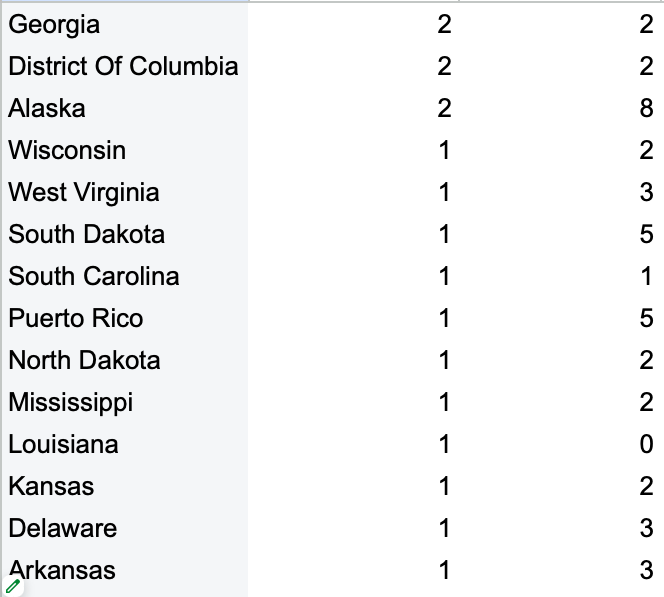 Georgia 2 2
District Of Columbia 2 2
Alaska 2 8
Wisconsin 1 2
West Virginia 1 3
South Dakota 1 5
South Carolina 1 1
Puerto Rico 1 5
North Dakota 1 2
Mississippi 1 2
Louisiana 1 0
Kansas 1 2
Delaware 1 3
Arkansas 1 3